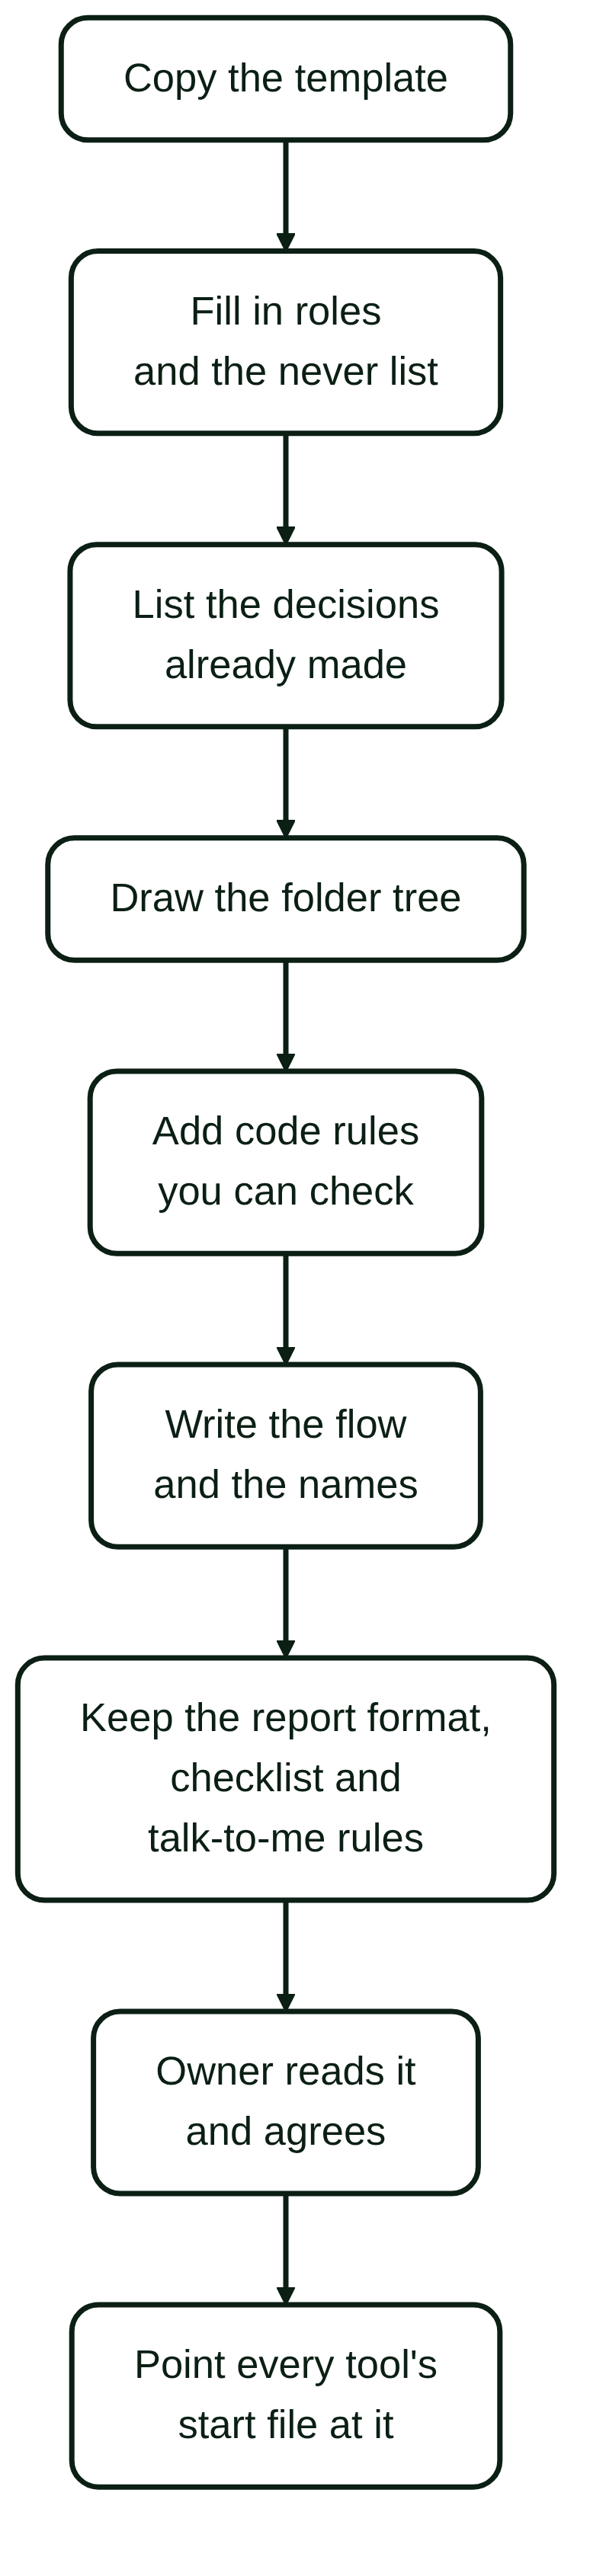 Copy the template
Fill in roles
and the never list
List the decisions
already made
Draw the folder tree
Add code rules
you can check
Write the flow
and the names
Keep the report format,
checklist and
talk-to-me rules
Owner reads it
and agrees
Point every tool's
start file at it